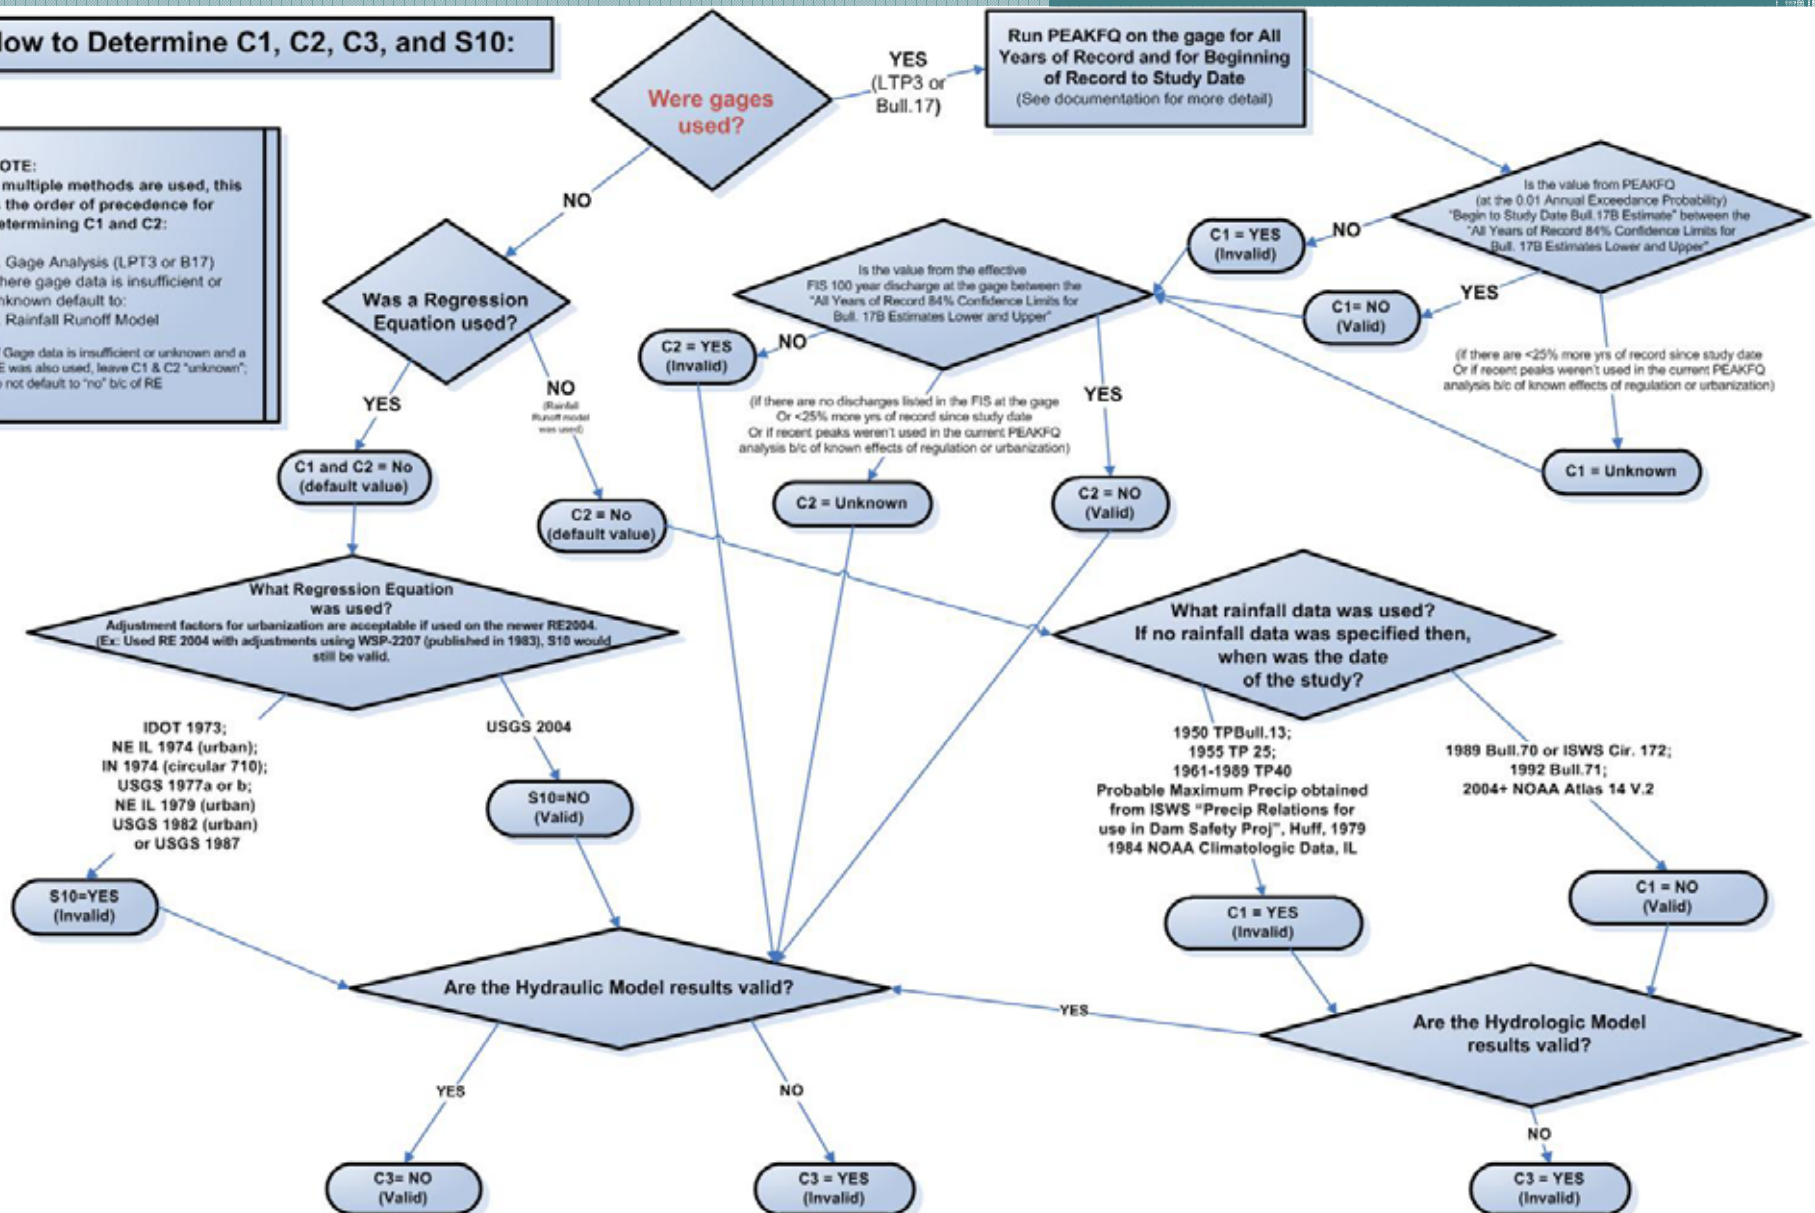 low to Determine C1, C2, C3, and S10:
OTE:
multiple methods are used, this
the order of precedence for
etermining C1 and C2:
Gage Analysis (LPT3 or B17)
here gage data is insufficient or
nknown default to:
Rainfall Runoff Model
Gage data is insufficient or unknown and a
E was also used, leave C1 & C2 "unknown";
not default to "no" b/c of RE
Were gages
used?
YES
(LTP3 or
Bull.17)
Run PEAKFQ on the gage for All
Years of Record and for Beginning
of Record to Study Date
(See documentation for more detail)
NO
Is the value from PEAKFQ
(at the 0.01 Annual Exceedance Probability)
"Begin to Study Date Bull.17B Estimate" between the
"All Years of Record 84% Confidence Limits for
Bull. 17B Estimates Lower and Upper"
NO
C1 = YES
(Invalid)
YES
C1= NO
(Valid)
(if there are <25% more yrs of record since study date
Or if recent peaks weren't used in the current PEAKFQ
analysis b/c of known effects of regulation or urbanization)
C1 = Unknown
Is the value from the effective
FIS 100 year discharge at the gage between the
"All Years of Record 84% Confidence Limits for
Bull. 17B Estimates Lower and Upper"
NO
C2 = YES
(Invalid)
(if there are no discharges listed in the FIS at the gage
Or <25% more yrs of record since study date
Or if recent peaks weren't used in the current PEAKFQ
analysis b/c of known effects of regulation or urbanization)
C2 = Unknown
YES
C2 = NO
(Valid)
Was a Regression
Equation used?
YES
C1 and C2 = No
(default value)
NO
(Rainfall
Runoff model
was used)
C2 = No
(default value)
What Regression Equation
was used?
Adjustment factors for urbanization are acceptable if used on the newer RE2004.
(Ex: Used RE 2004 with adjustments using WSP-2207 (published in 1983), S10 would
still be valid.
IDOT 1973;
NE IL 1974 (urban);
IN 1974 (circular 710);
USGS 1977a or b;
NE IL 1979 (urban)
USGS 1982 (urban)
or USGS 1987
S10=YES
(Invalid)
USGS 2004
S10=NO
(Valid)
What rainfall data was used?
If no rainfall data was specified then,
when was the date
of the study?
1950 TPBull.13;
1955 TP 25;
1961-1989 TP40
Probable Maximum Precip obtained
from ISWS "Precip Relations for
use in Dam Safety Proj", Huff, 1979
1984 NOAA Climatologic Data, IL
C1 = YES
(Invalid)
1989 Bull.70 or ISWS Cir. 172;
1992 Bull.71;
2004+ NOAA Atlas 14 V.2
C1 = NO
(Valid)
Are the Hydraulic Model results valid?
YES
Are the Hydrologic Model
results valid?
YES
C3= NO
(Valid)
NO
C3 = YES
(Invalid)
NO
C3 = YES
(Invalid)